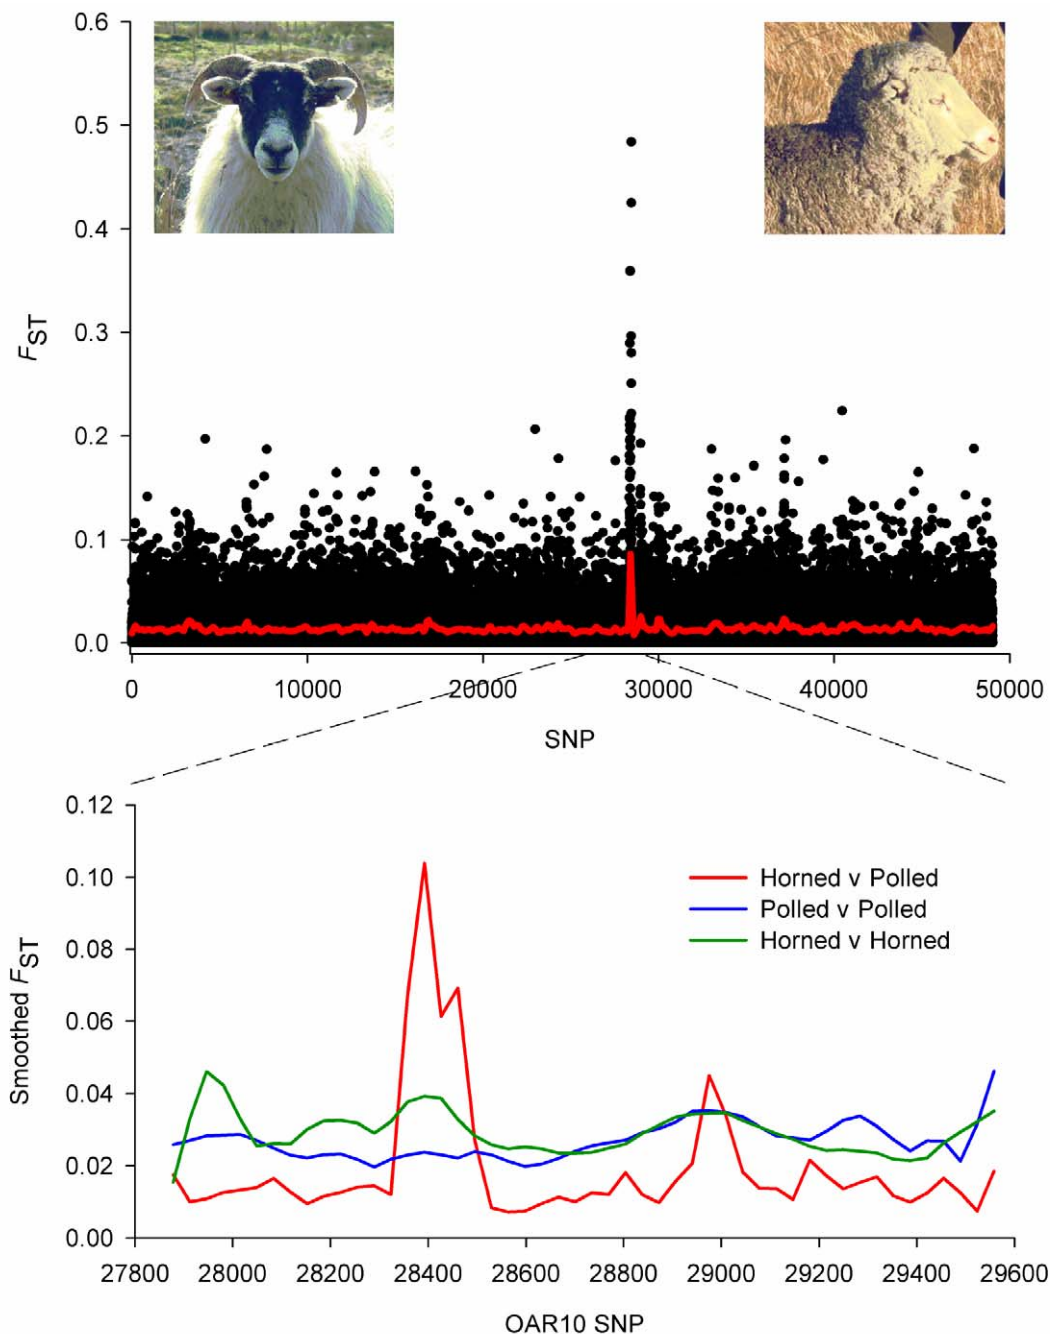 0.6
0.5
0.4
0.3
0.2
0.1
0.0
FST
0 10000 20000 30000 40000 50000
SNP
0.12
0.10
0.08
0.06
0.04
0.02
0.00
Smoothed FST
Horned v Polled
Polled v Polled
Horned v Horned
27800 28000 28200 28400 28600 28800 29000 29200 29400 29600
OAR10 SNP